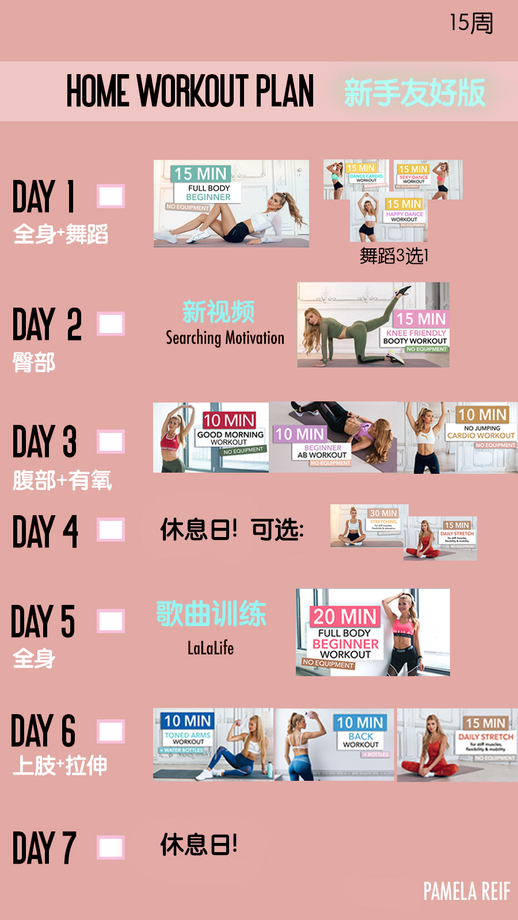 15周
HOME WORKOUT PLAN 新手友好版
DAY 1
全身+舞蹈
15 MIN
FULL BODY
BEGINNER
NO EQUIPMENT
15 MIN
DANCE CARDIO
WORKOUT
15 MIN
SEXY DANCE
WORKOUT
15 MIN
HAPPY DANCE
WORKOUT
舞蹈3选1
DAY 2
臀部
新视频
Searching Motivation
15 MIN
KNEE FRIENDLY
BOOTY WORKOUT
NO EQUIPMENT
DAY 3
腹部+有氧
10 MIN
GOOD MORNING
WORKOUT
NO EQUIPMENT
10 MIN
BEGINNER
AB WORKOUT
NO EQUIPMENT
10 MIN
NO JUMPING
CARDIO WORKOUT
NO EQUIPMENT
DAY 4
休息日! 可选:
30 MIN
STRETCHING
15 MIN
DAILY STRETCH
for stiff muscles,
flexibility & mobility
DAY 5
全身
歌曲训练
LaLaLife
20 MIN
FULL BODY
BEGINNER
WORKOUT
NO EQUIPMENT
DAY 6
上肢+拉伸
10 MIN
TONED ARMS
WORKOUT
+ WATER BOTTLES
10 MIN
BACK
WORKOUT
+ BOTTLES
15 MIN
DAILY STRETCH
for stiff muscles,
flexibility & mobility
NO EQUIPMENT
DAY 7
休息日!
PAMELA REIF